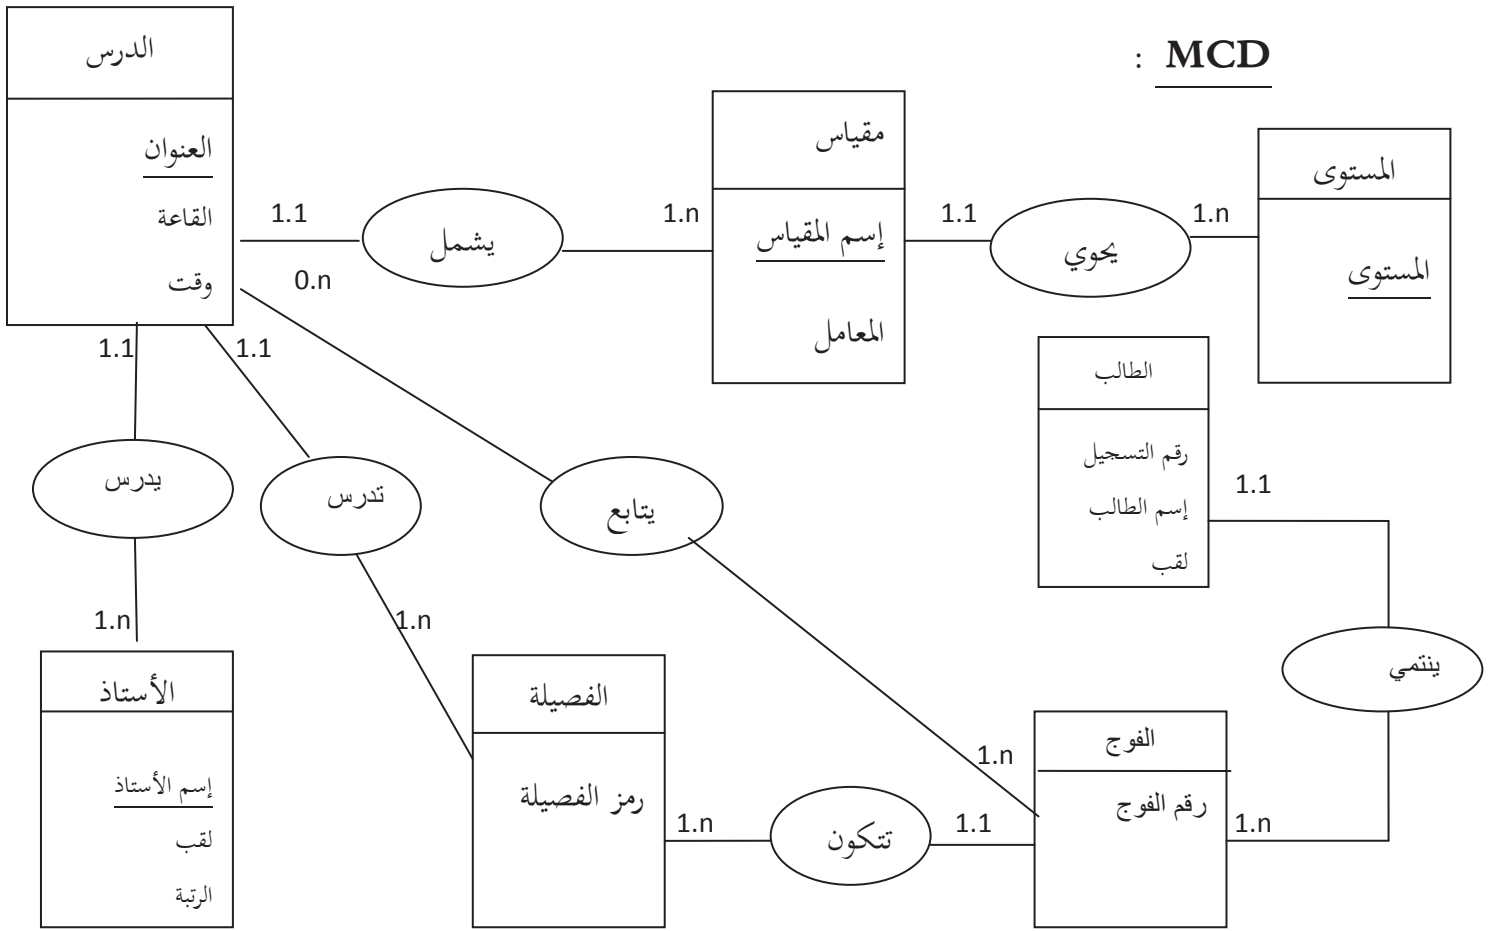 MCD :
الدرس
العنوان
القاعة
وقت
1.1
يشمل
1.n
مقياس
إسم المقياس
المعامل
1.1
يحوي
1.n
المستوى
المستوى
0.n
1.1
1.1
يدرس
تدرس
يتابع
الطالب
رقم التسجيل
إسم الطالب
لقب
1.1
ينتمي
1.n
الأستاذ
إسم الأستاذ
لقب
الرتبة
1.n
الفصيلة
رمز الفصيلة
1.n
تتكون
1.1
1.n
الفوج
رقم الفوج
1.n